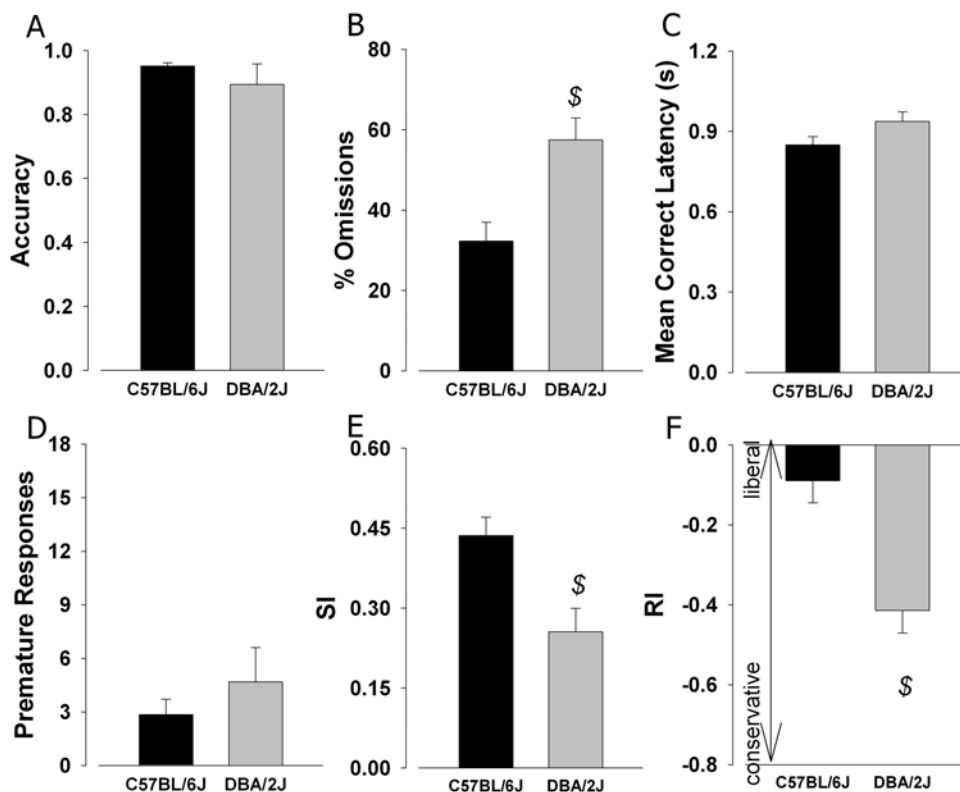 A
Accuracy
1.0
0.8
0.6
0.4
0.2
0.0
C57BL/6J DBA/2J
B
% Omissions
80
60
40
20
0
$
C57BL/6J DBA/2J
C
Mean Correct Latency (s)
1.2
0.9
0.6
0.3
0.0
C57BL/6J DBA/2J
D
Premature Responses
18
15
12
9
6
3
0
C57BL/6J DBA/2J
E
SI
0.60
0.45
0.30
0.15
0.00
$
C57BL/6J DBA/2J
F
RI
0.0
-0.2
-0.4
-0.6
-0.8
liberal
conservative
$
C57BL/6J DBA/2J